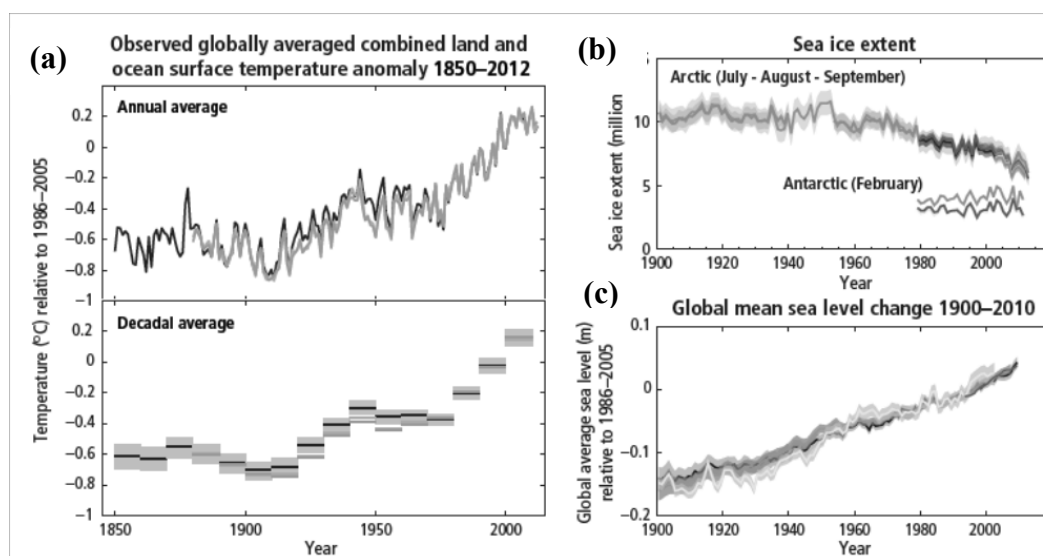 (a)
Observed globally averaged combined land and
ocean surface temperature anomaly 1850–2012
Annual average
0.2
0
−0.2
−0.4
−0.6
−0.8
−1
Decadal average
0.2
0
−0.2
−0.4
−0.6
−0.8
−1
Temperature (°C) relative to 1986–2005
1850
1900
1950
2000
Year
(b)
Sea ice extent
Arctic (July - August - September)
Antarctic (February)
10
5
0
Sea ice extent (million
1900
1920
1940
1960
1980
2000
Year
(c)
Global mean sea level change 1900–2010
0.1
0
−0.1
−0.2
Global average sea level (m)
relative to 1986–2005
1900
1920
1940
1960
1980
2000
Year